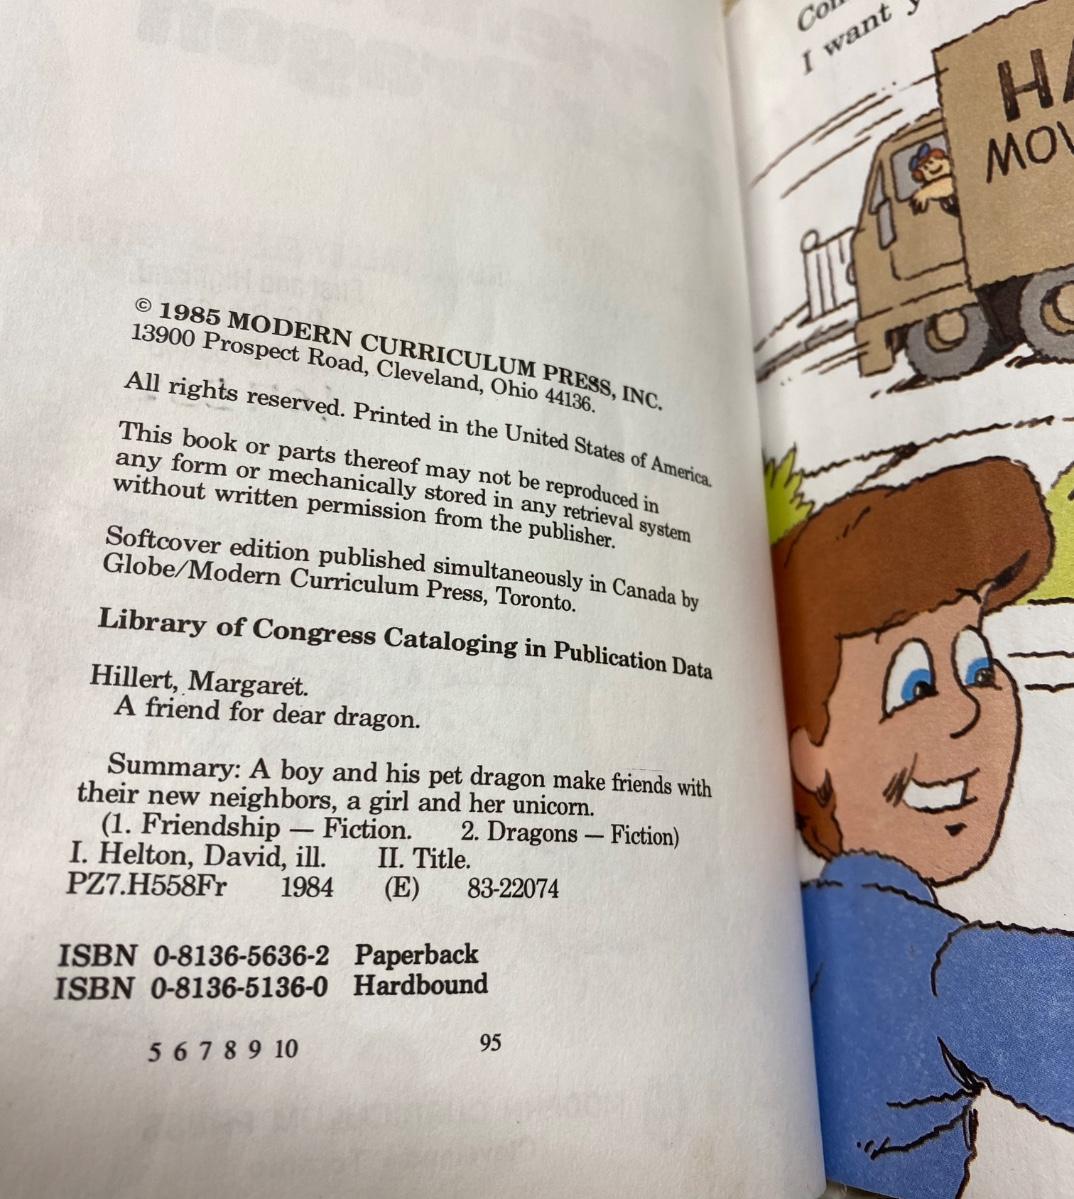 © 1985 MODERN CURRICULUM PRESS, INC.
13900 Prospect Road, Cleveland, Ohio 44136.
All rights reserved. Printed in the United States of America.
This book or parts thereof may not be reproduced in
any form or mechanically stored in any retrieval system
without written permission from the publisher.
Softcover edition published simultaneously in Canada by
Globe/Modern Curriculum Press, Toronto.
Library of Congress Cataloging in Publication Data
Hillert, Margaret.
A friend for dear dragon.
Summary: A boy and his pet dragon make friends with
their new neighbors, a girl and her unicorn.
(1. Friendship — Fiction. 2. Dragons — Fiction)
I. Helton, David, ill. II. Title.
PZ7.H558Fr 1984 (E) 83-22074
ISBN 0-8136-5636-2 Paperback
ISBN 0-8136-5136-0 Hardbound
5 6 7 8 9 10 95
I want